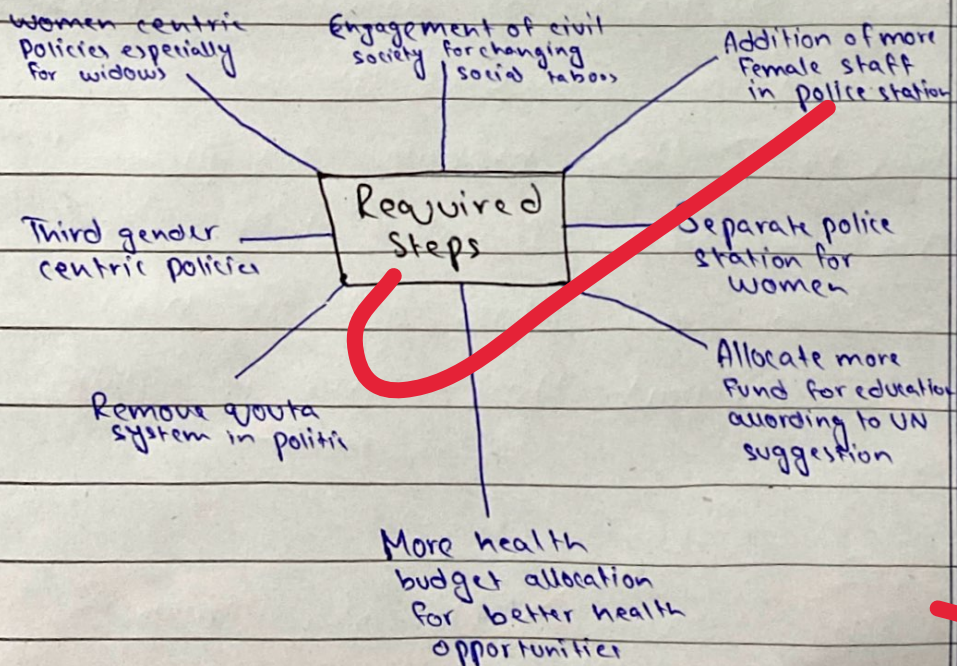 Women centric
Policies especially
for widows
Engagement of civil
society for changing
social taboos
Addition of more
Female staff
in police station
Required
Steps
Third gender
centric policies
Separate police
station for
women
Remove qouta
system in politic
Allocate more
Fund for education
according to UN
suggestion
More health
budget allocation
for better health
opportunities